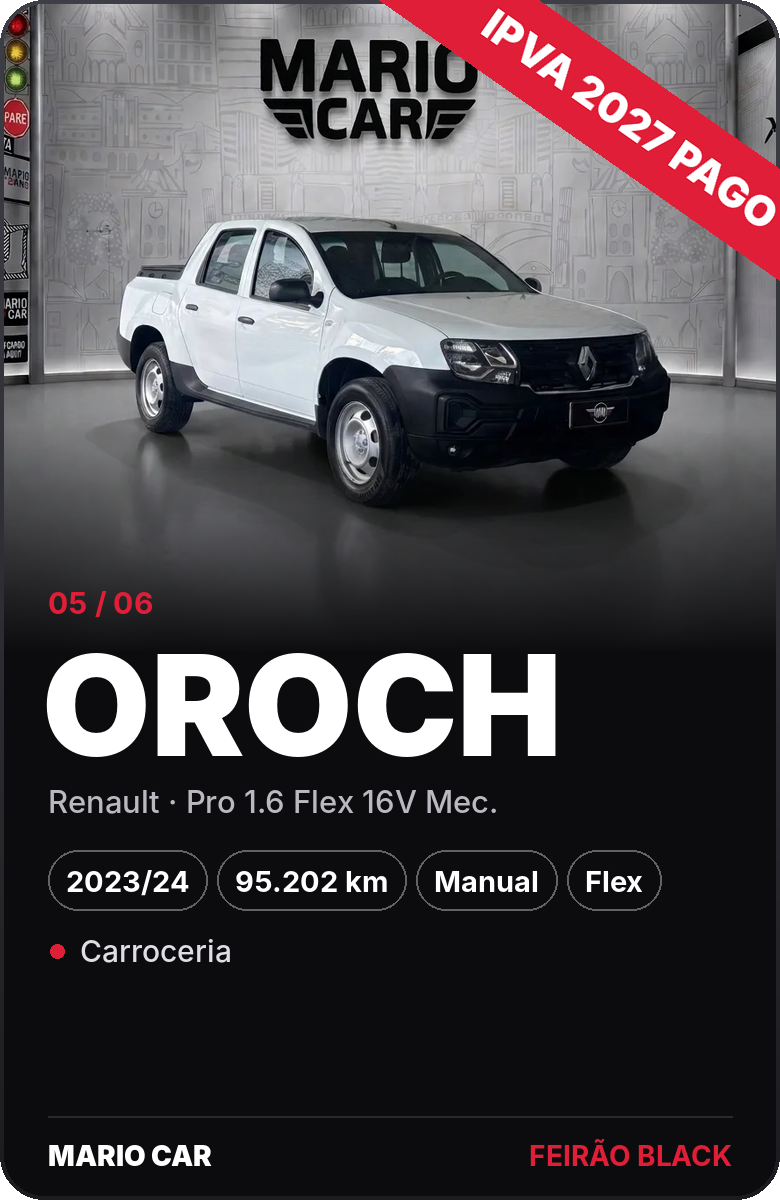 MARIO
CAR
IPVA 2027 PAGO
PARE
MARIO
CAR
05 / 06
OROCH
Renault · Pro 1.6 Flex 16V Mec.
2023/24
95.202 km
Manual
Flex
Carroceria
MARIO CAR
FEIRÃO BLACK